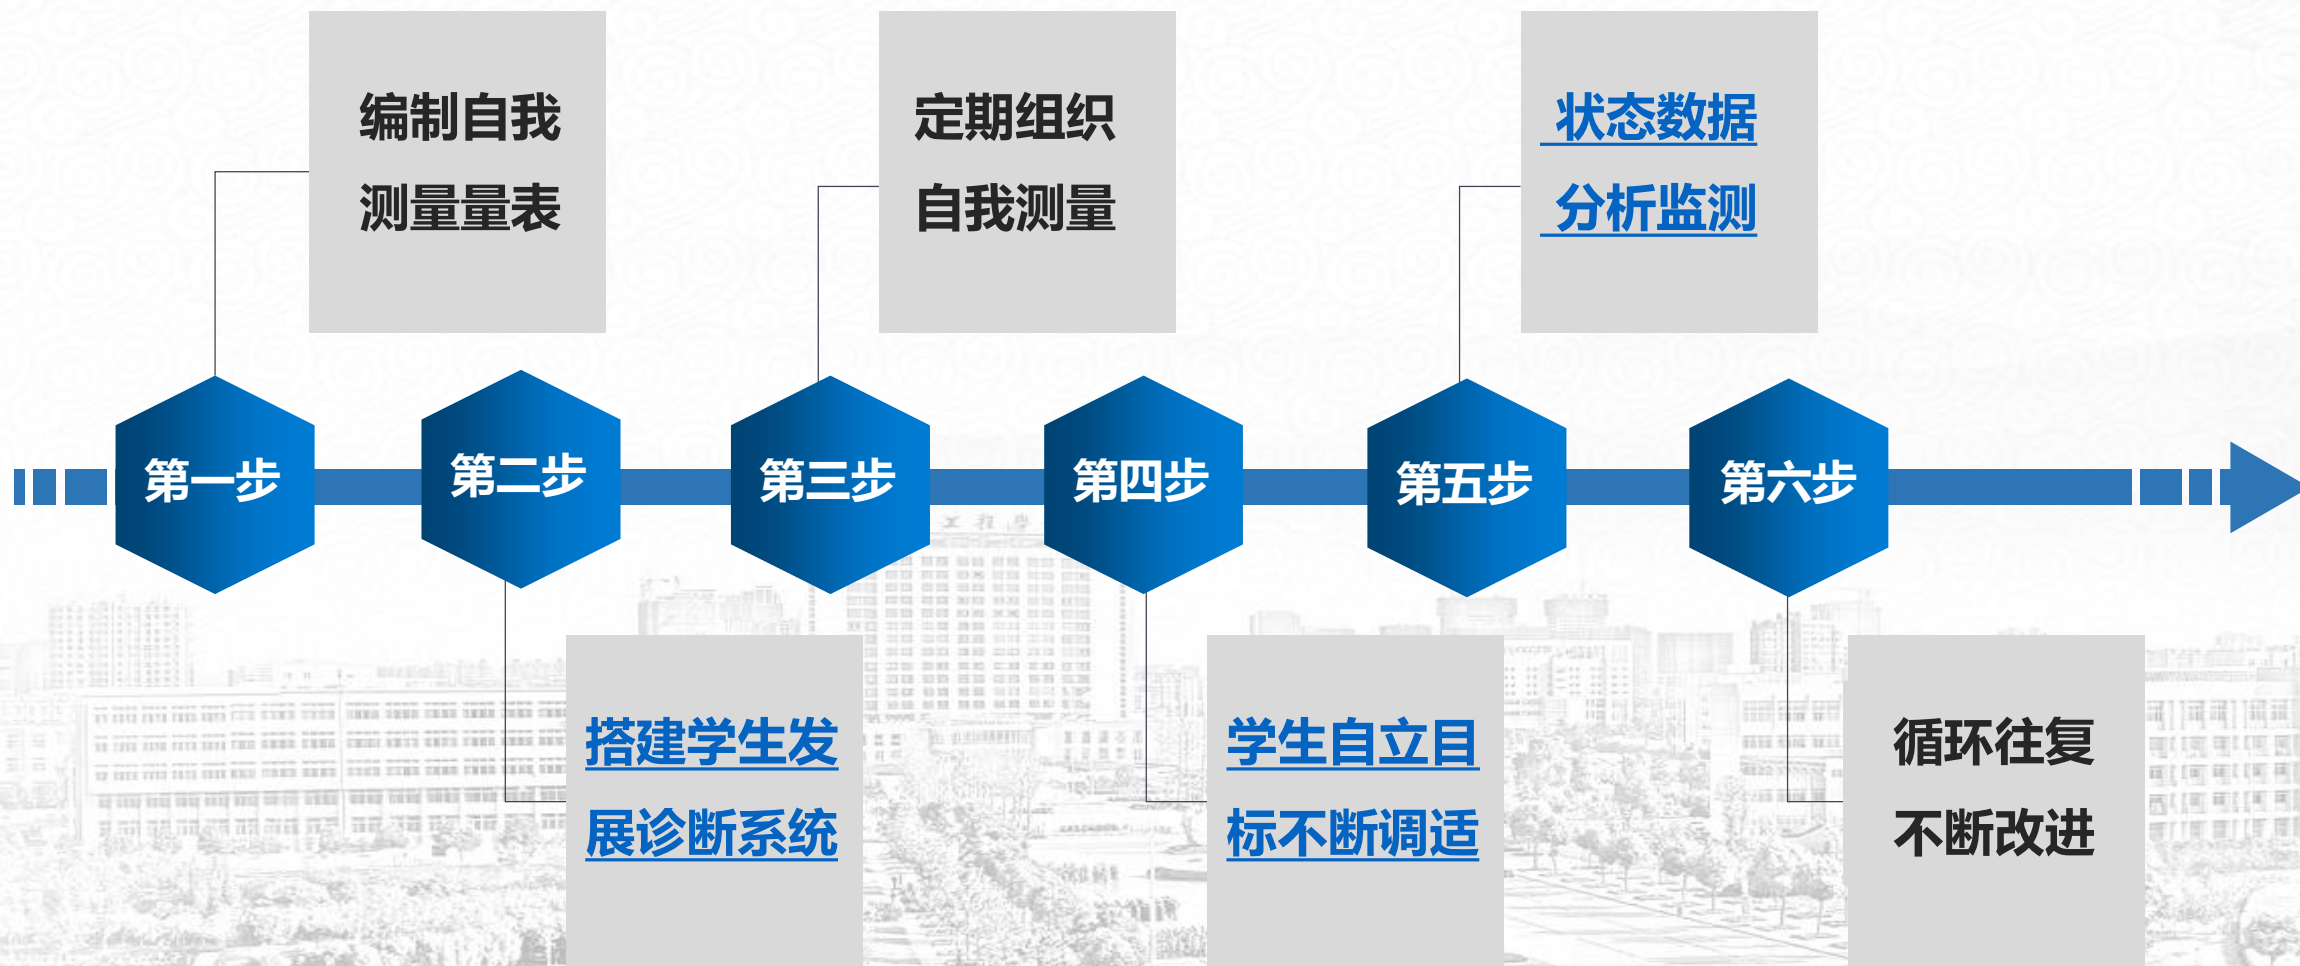 编制自我
测量量表
定期组织
自我测量
状态数据
分析监测
第一步
第二步
第三步
第四步
第五步
第六步
工程
搭建学生发
展诊断系统
学生自立目
标不断调适
循环往复
不断改进